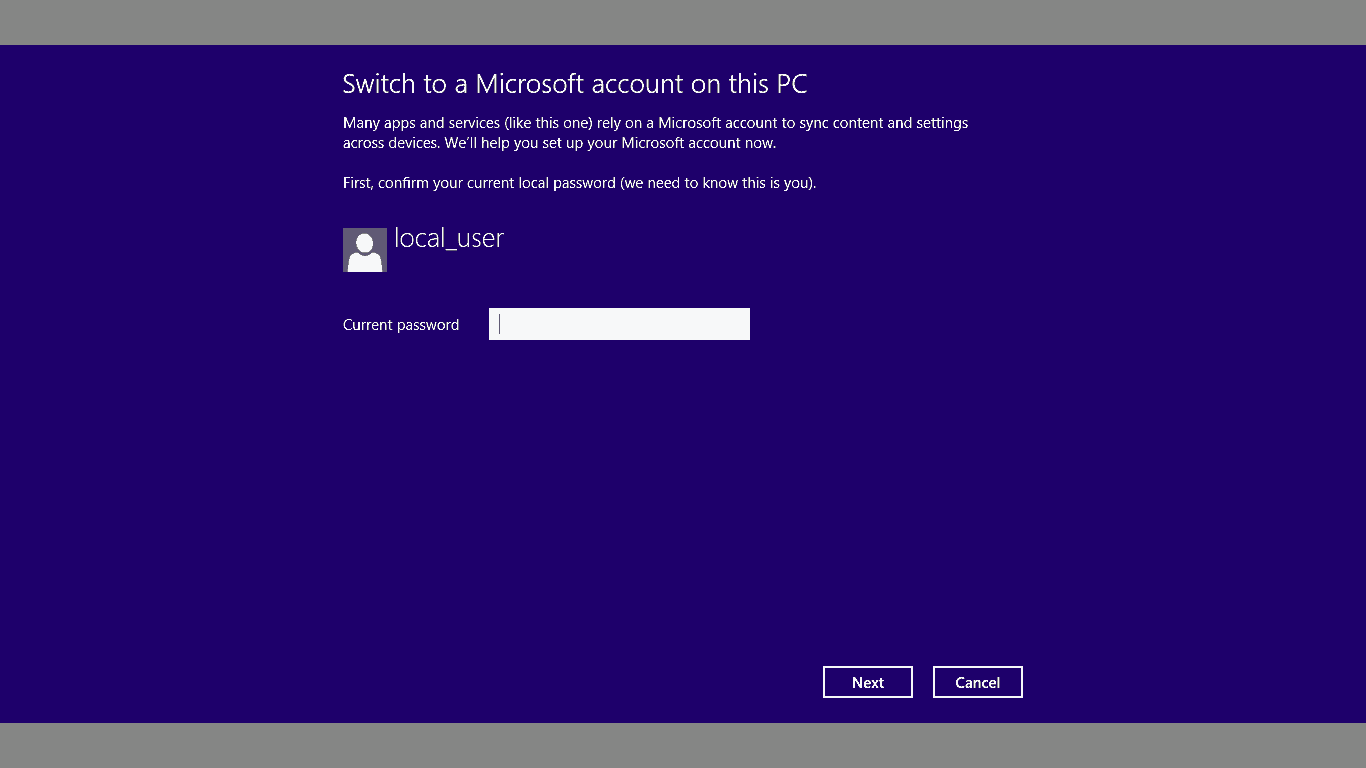 Switch to a Microsoft account on this PC
Many apps and services (like this one) rely on a Microsoft account to sync content and settings
across devices. We'll help you set up your Microsoft account now.
First, confirm your current local password (we need to know this is you).
local_user
Current password
Next
Cancel